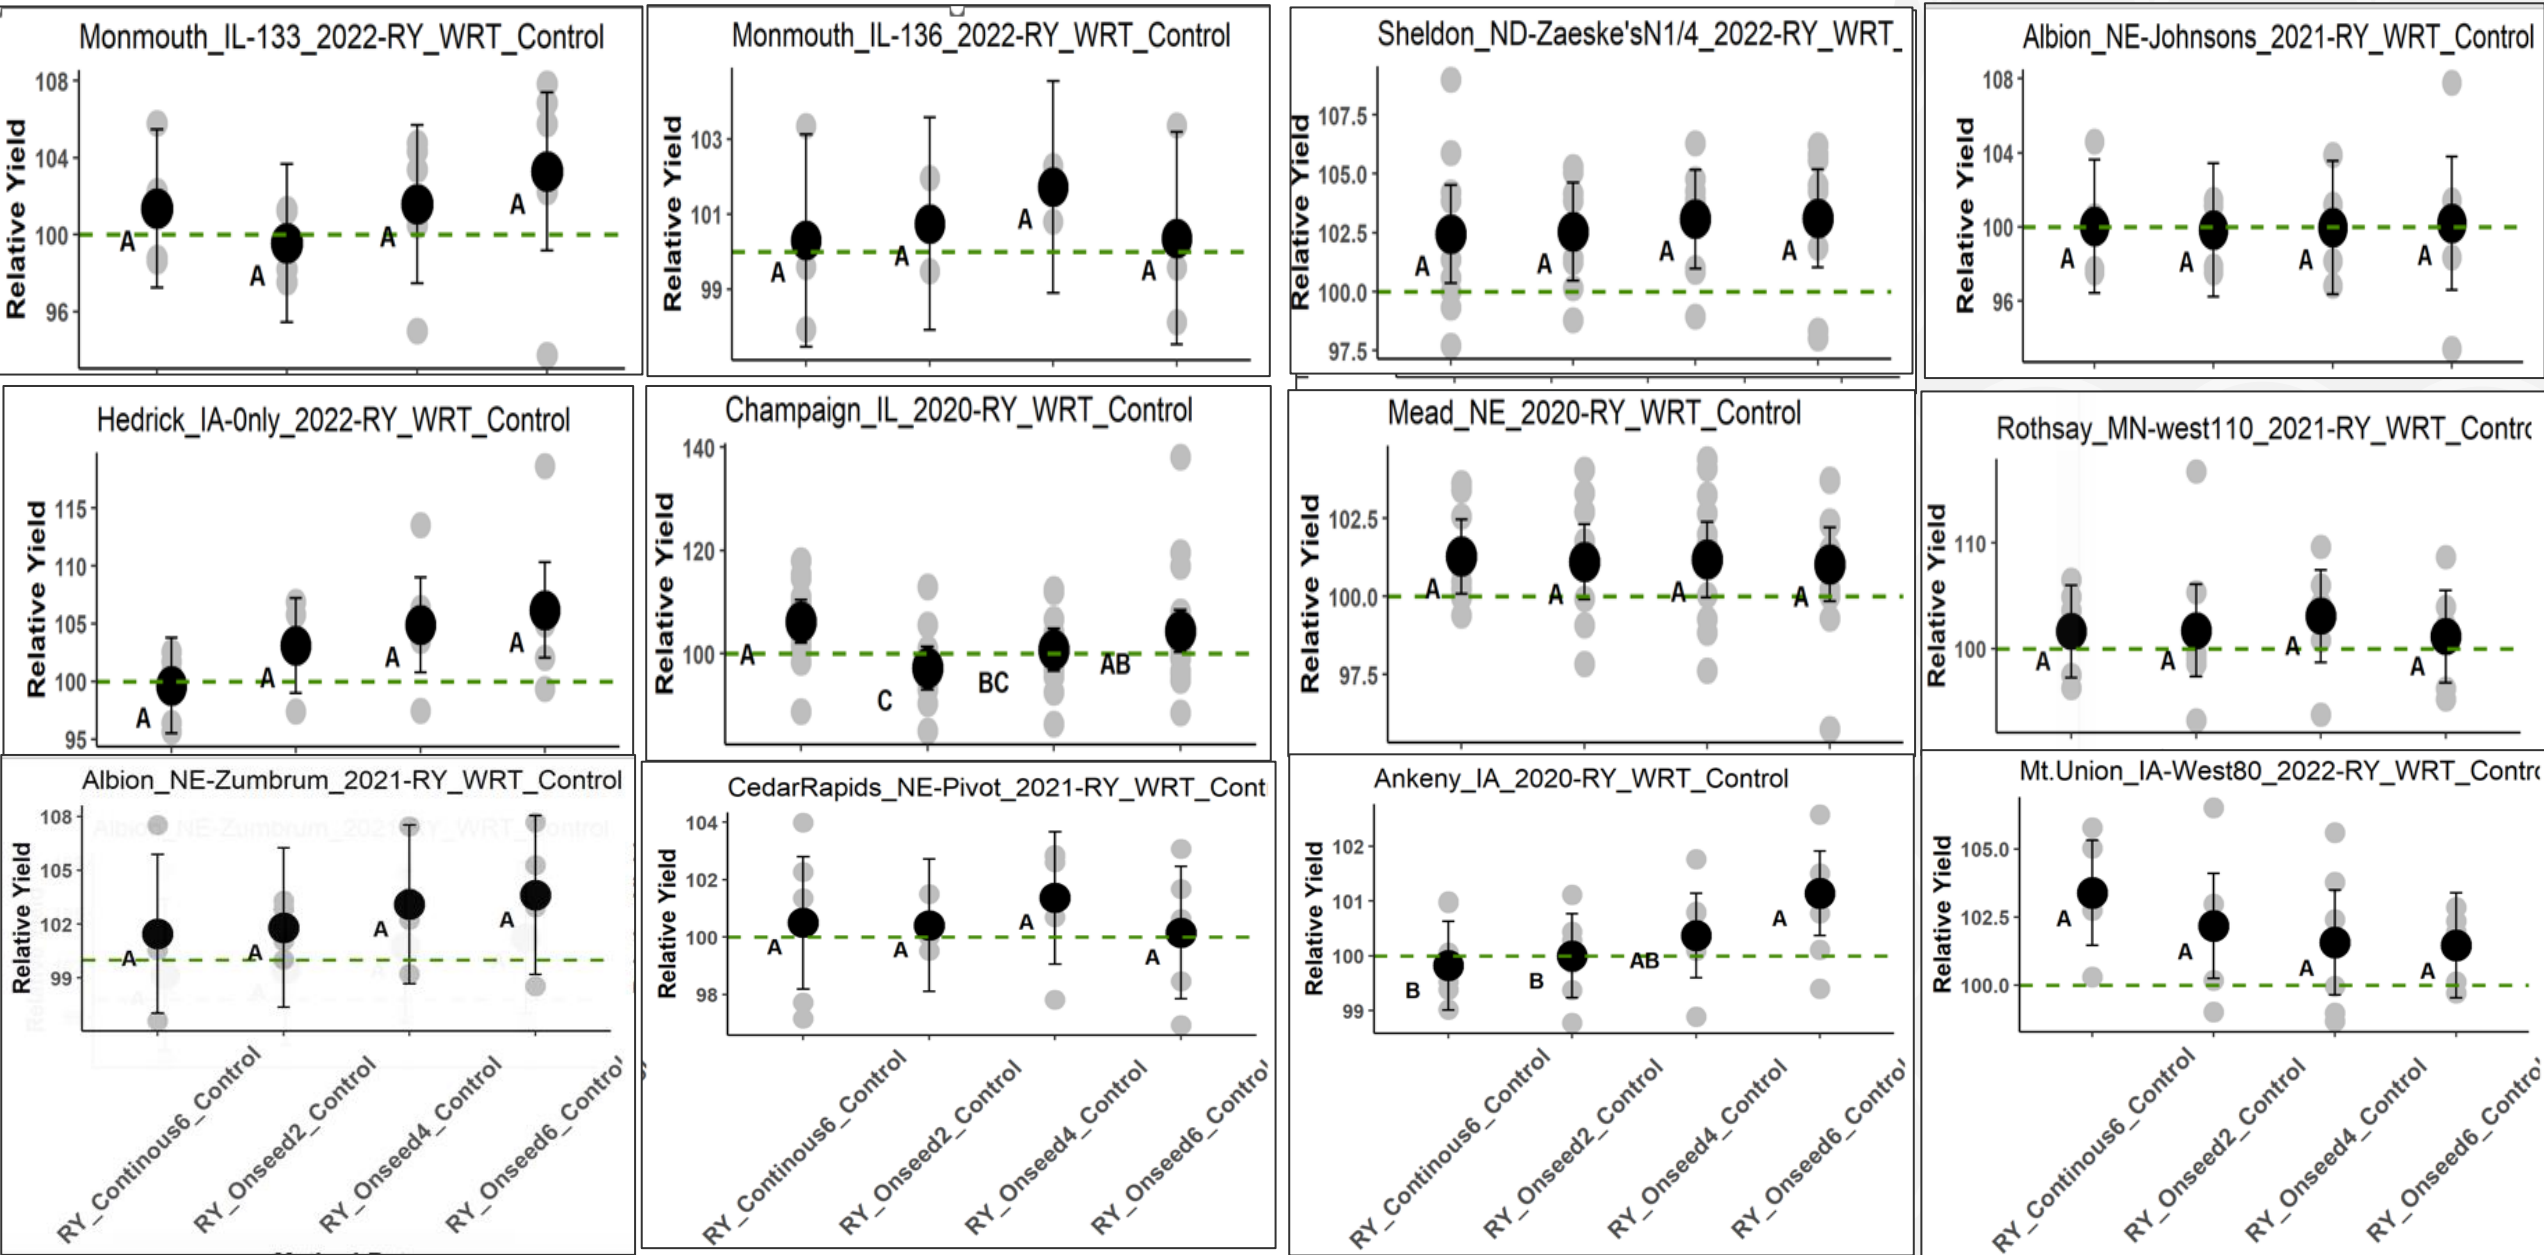 Monmouth_IL-133_2022-RY_WRT_Control
Relative Yield
108
104
100
96
A
A
A
A
Monmouth_IL-136_2022-RY_WRT_Control
Relative Yield
103
101
99
A
A
A
A
Sheldon_ND-Zaeske'sN1/4_2022-RY_WRT_
Relative Yield
107.5
105.0
102.5
100.0
97.5
A
A
A
A
Albion_NE-Johnsons_2021-RY_WRT_Control
Relative Yield
108
104
100
96
A
A
A
A
Hedrick_IA-0nly_2022-RY_WRT_Control
Relative Yield
115
110
105
100
95
A
A
A
A
Champaign_IL_2020-RY_WRT_Control
Relative Yield
140
120
100
A
C
BC
AB
Mead_NE_2020-RY_WRT_Control
Relative Yield
102.5
100.0
97.5
A
A
A
A
Rothsay_MN-west110_2021-RY_WRT_Contro
Relative Yield
110
100
A
A
A
A
Albion_NE-Zumbrum_2021-RY_WRT_Control
Relative Yield
108
105
102
99
A
A
A
A
RY_Continous6_Control
RY_Onseed2_Control
RY_Onseed4_Control
RY_Onseed6_Contro
CedarRapids_NE-Pivot_2021-RY_WRT_Cont
Relative Yield
104
102
100
98
A
A
A
A
RY_Continous6_Control
RY_Onseed2_Control
RY_Onseed4_Control
RY_Onseed6_Contro
Ankeny_IA_2020-RY_WRT_Control
Relative Yield
102
101
100
99
B
B
AB
A
RY_Continous6_Control
RY_Onseed2_Control
RY_Onseed4_Control
RY_Onseed6_Contro
Mt.Union_IA-West80_2022-RY_WRT_Contro
Relative Yield
105.0
102.5
100.0
A
A
A
A
RY_Continous6_Control
RY_Onseed2_Control
RY_Onseed4_Control
RY_Onseed6_Contro